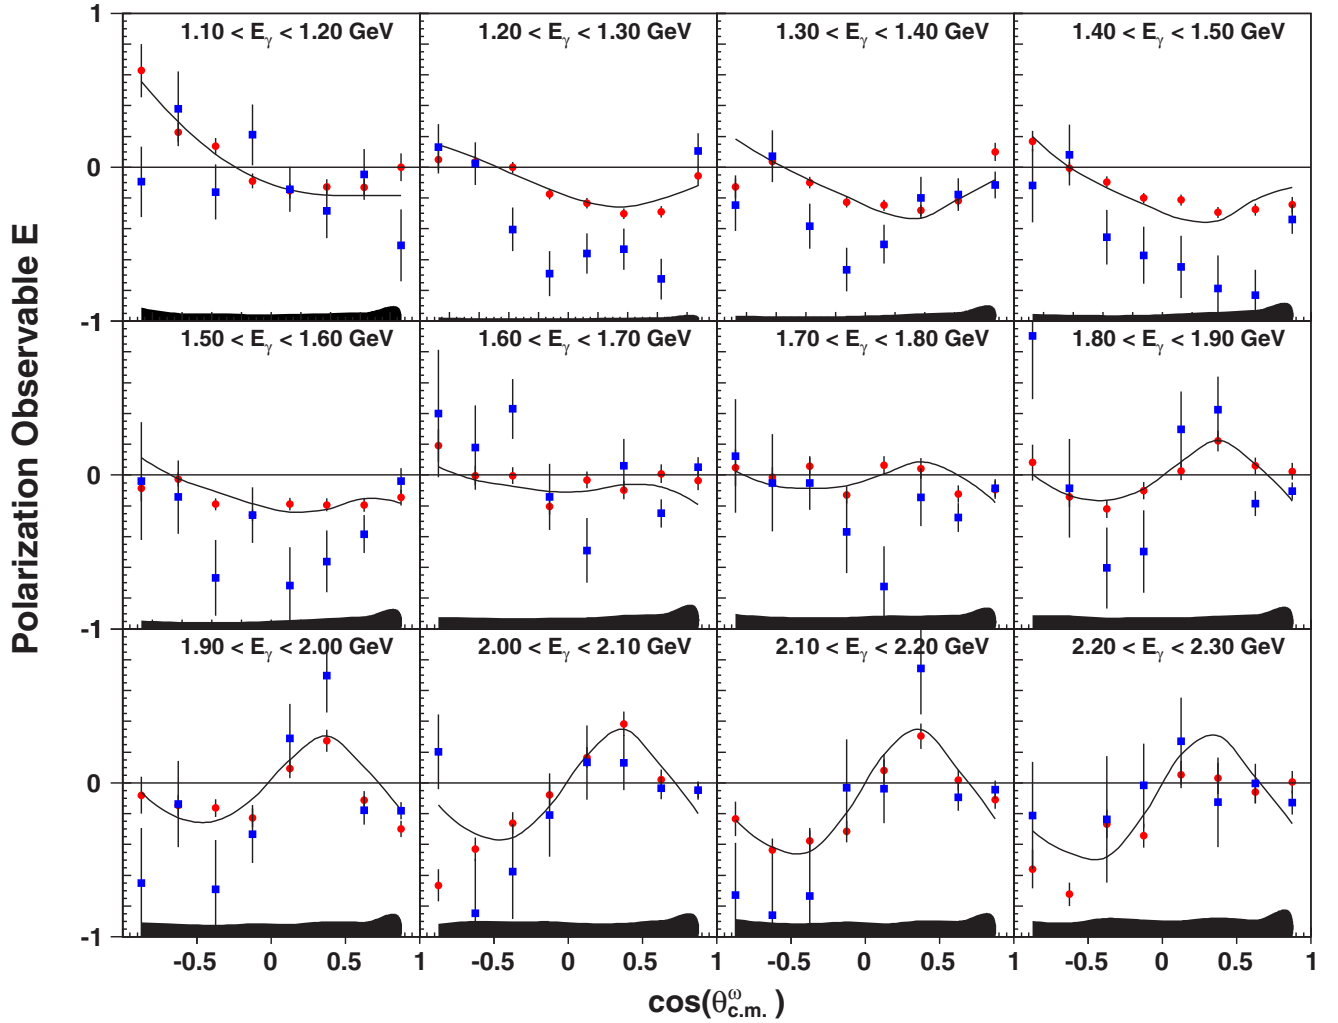 Polarization Observable E
1.10 < Eγ < 1.20 GeV
1.20 < Eγ < 1.30 GeV
1.30 < Eγ < 1.40 GeV
1.40 < Eγ < 1.50 GeV
1
0
-1
1.50 < Eγ < 1.60 GeV
1.60 < Eγ < 1.70 GeV
1.70 < Eγ < 1.80 GeV
1.80 < Eγ < 1.90 GeV
0
-1
1.90 < Eγ < 2.00 GeV
2.00 < Eγ < 2.10 GeV
2.10 < Eγ < 2.20 GeV
2.20 < Eγ < 2.30 GeV
0
-1
-0.5 0 0.5 1 -0.5 0 0.5 1 -0.5 0 0.5 1 -0.5 0 0.5 1
cos(θ^ω_c.m. )